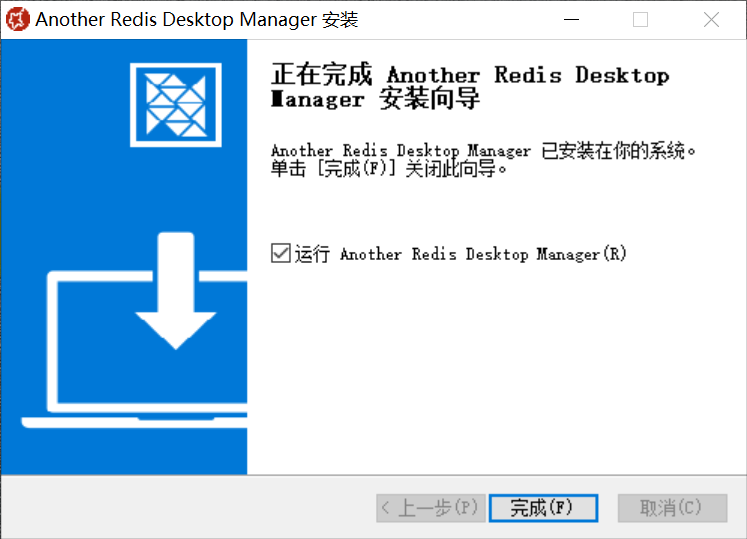 Another Redis Desktop Manager 安装
正在完成 Another Redis Desktop
Manager 安装向导
Another Redis Desktop Manager 已安装在你的系统。
单击 [完成(F)] 关闭此向导。
运行 Another Redis Desktop Manager(R)
< 上一步(P)
完成(F)
取消(C)